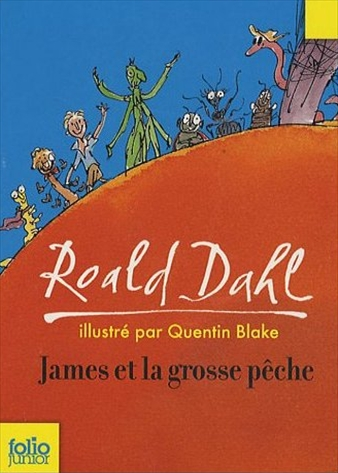 Roald Dahl
illustré par Quentin Blake
James et la grosse pêche
folio
junior